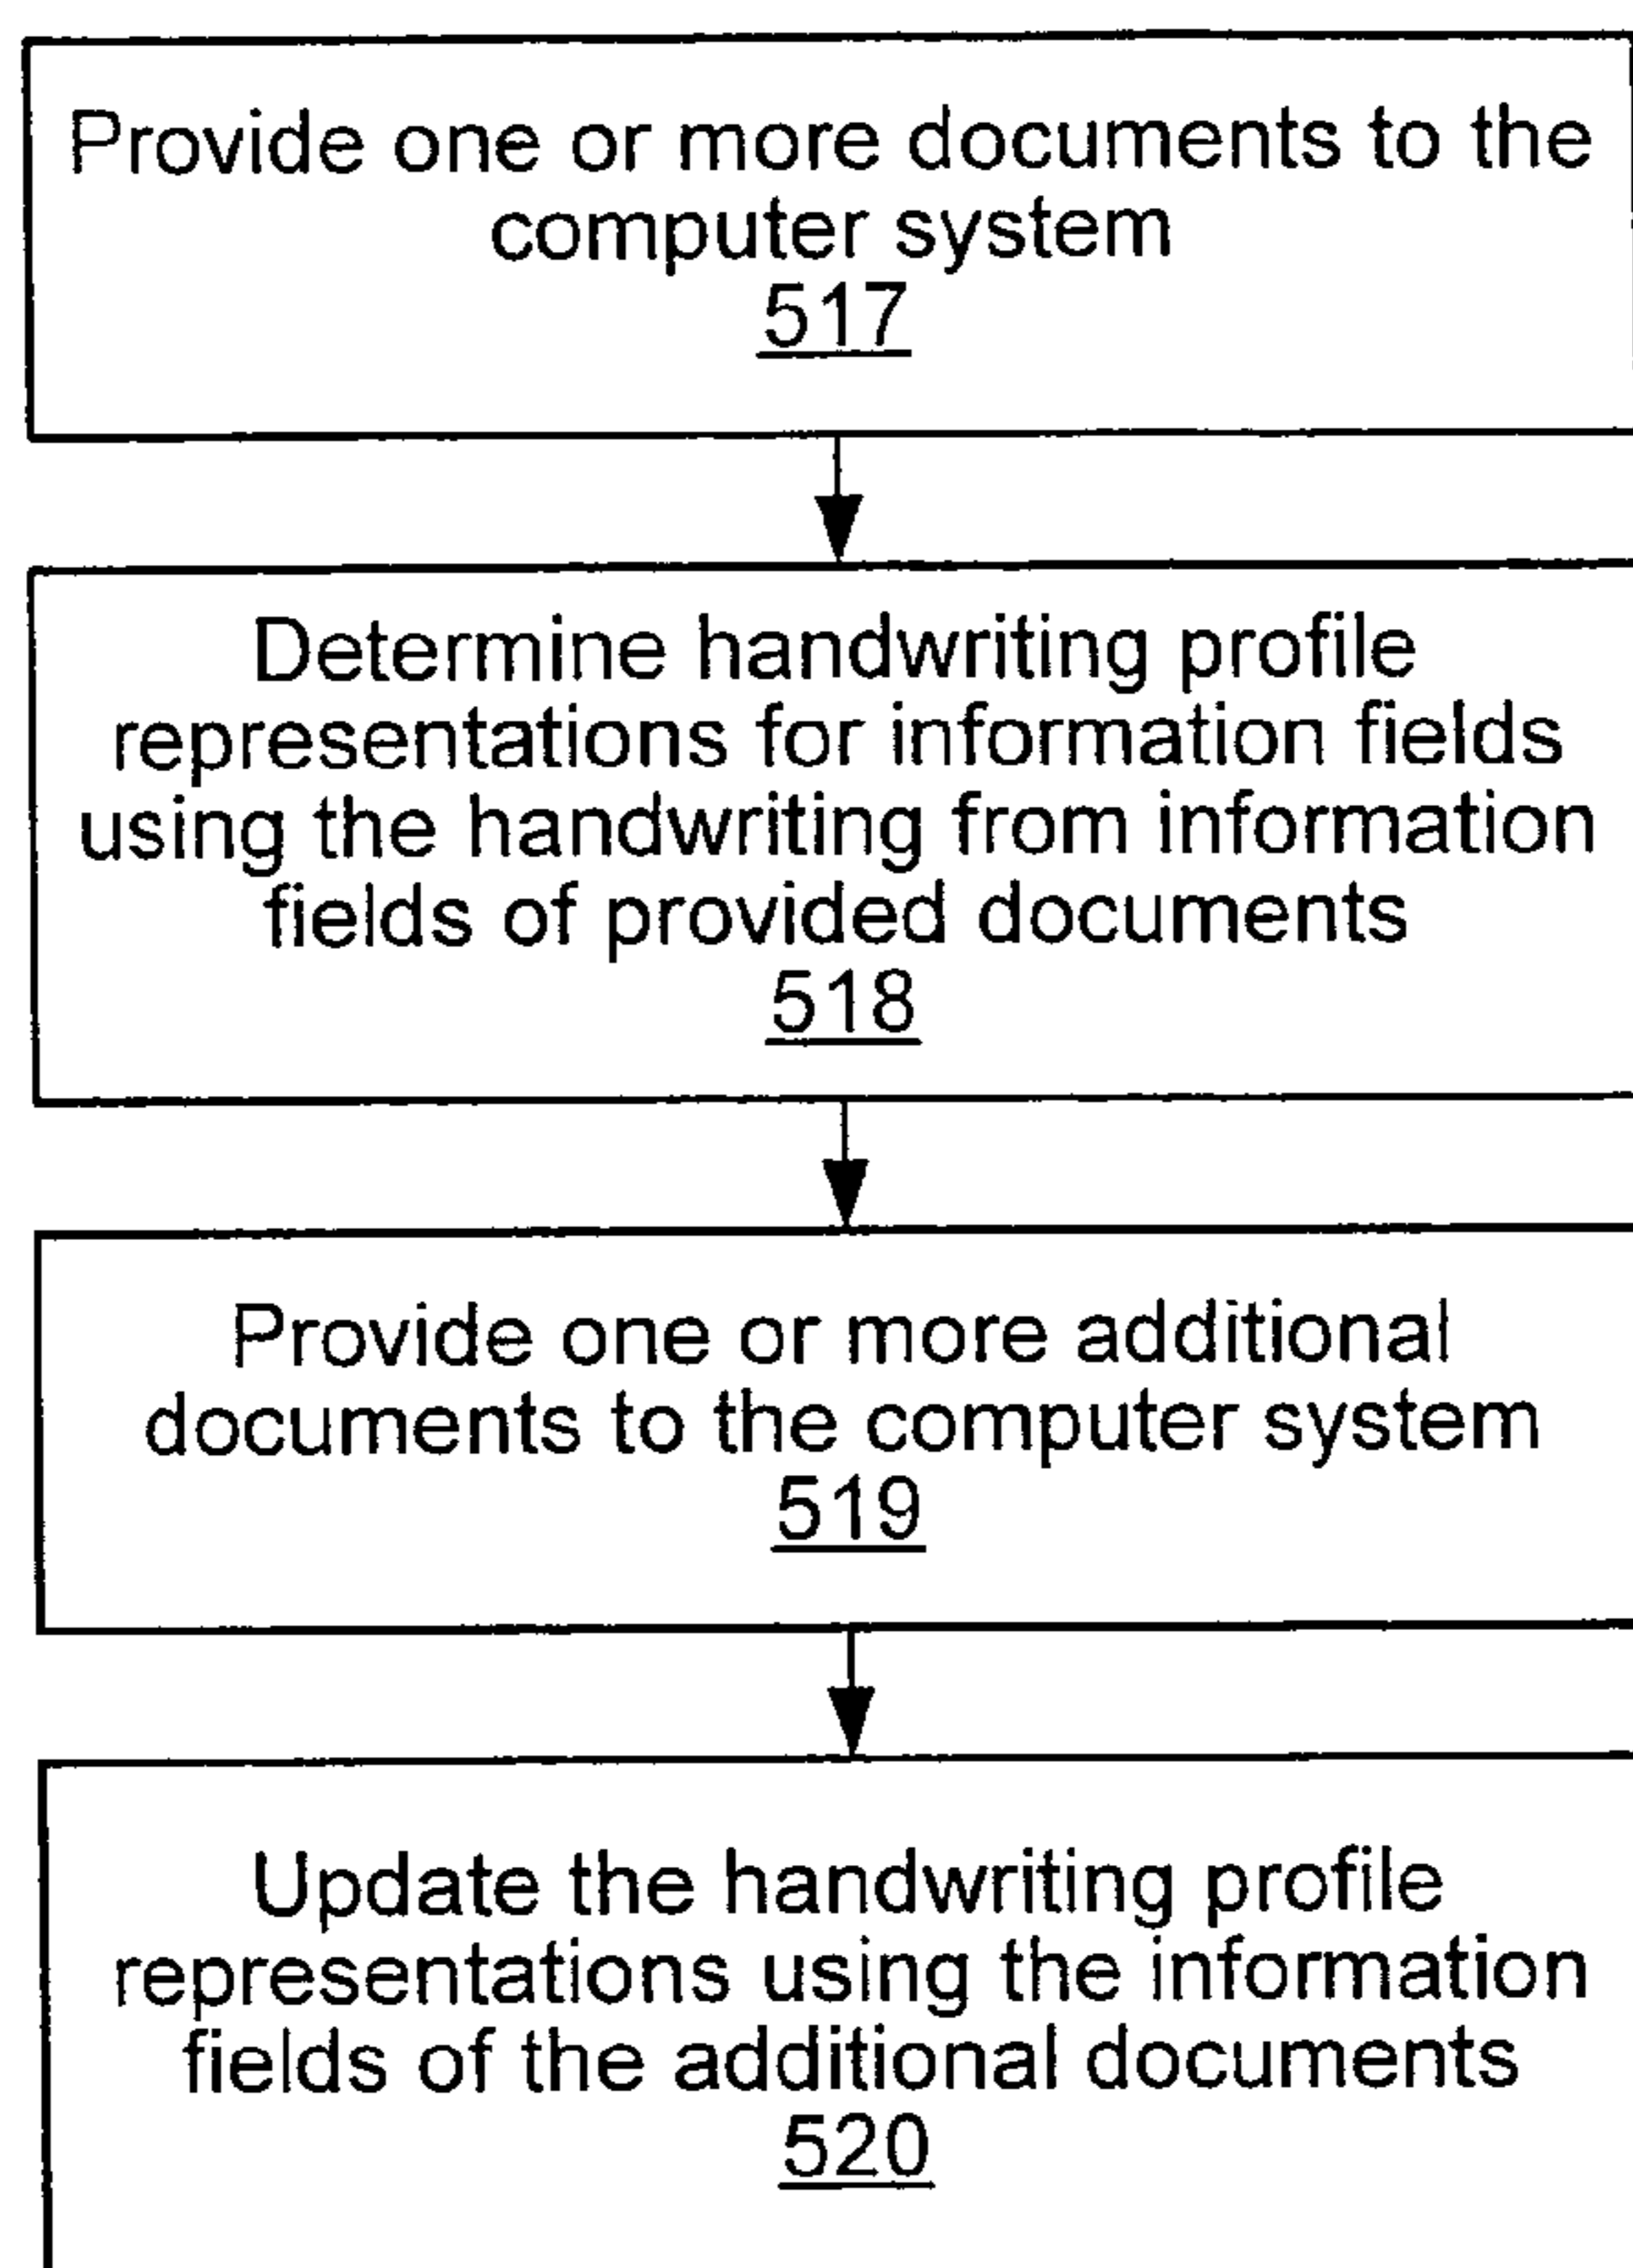 Provide one or more documents to the
computer system
517
Determine handwriting profile
representations for information fields
using the handwriting from information
fields of provided documents
518
Provide one or more additional
documents to the computer system
519
Update the handwriting profile
representations using the information
fields of the additional documents
520